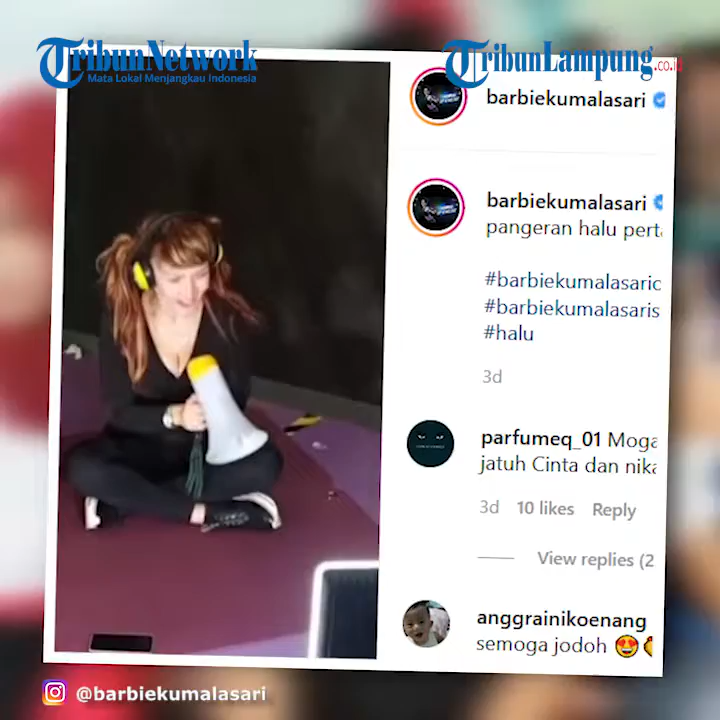 TribunNetwork
Mata Lokal Menjangkau Indonesia
TribunLampung.co.id
barbiekumalasari
barbiekumalasari
pangeran halu perta
#barbiekumalasario
#barbiekumalasaris
#halu
3d
parfumeq_01 Moga
jatuh Cinta dan nika
3d 10 likes Reply
View replies (2
anggrainikoenang
semoga jodoh 😍
@barbiekumalasari